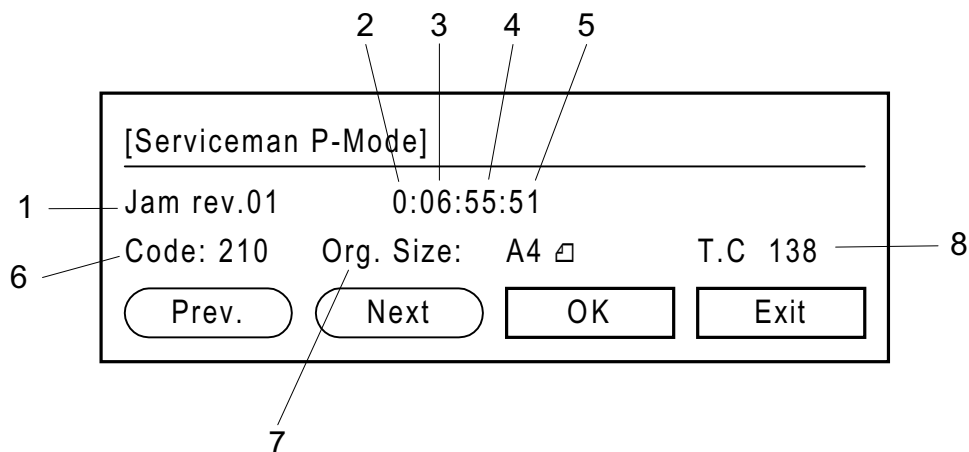 2 3 4 5
[Serviceman P-Mode]
1 Jam rev.01 0:06:55:51
6 Code: 210 Org. Size: A4 T.C 138 8
Prev. Next OK Exit
7